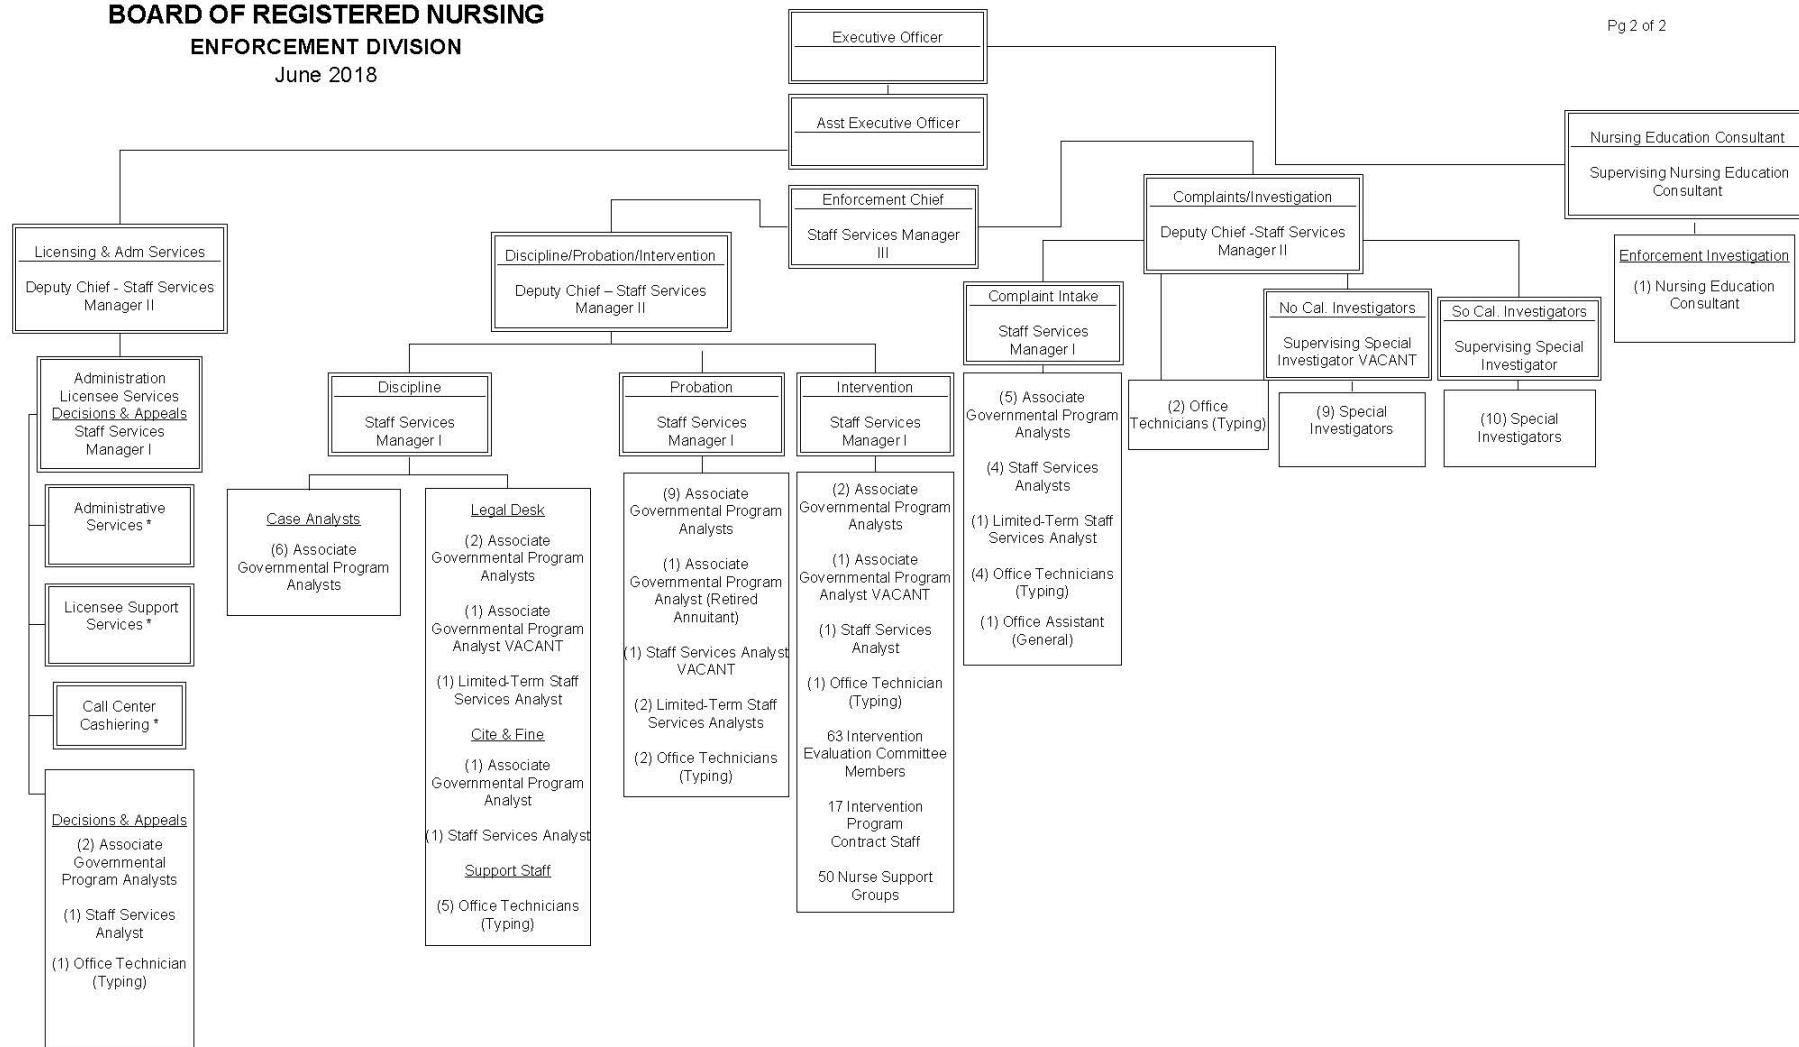 BOARD OF REGISTERED NURSING
ENFORCEMENT DIVISION
June 2018
Pg 2 of 2
Executive Officer
Asst Executive Officer
Enforcement Chief
Staff Services Manager
III
Nursing Education Consultant
Supervising Nursing Education
Consultant
Enforcement Investigation
(1) Nursing Education
Consultant
Licensing & Adm Services
Deputy Chief - Staff Services
Manager II
Administration
Licensee Services
Decisions & Appeals
Staff Services
Manager I
Administrative
Services *
Licensee Support
Services *
Call Center
Cashiering *
Decisions & Appeals
(2) Associate
Governmental
Program Analysts
(1) Staff Services
Analyst
(1) Office Technician
(Typing)
Discipline/Probation/Intervention
Deputy Chief – Staff Services
Manager II
Discipline
Staff Services
Manager I
Case Analysts
(6) Associate
Governmental Program
Analysts
Legal Desk
(2) Associate
Governmental Program
Analysts
(1) Associate
Governmental Program
Analyst VACANT
(1) Limited-Term Staff
Services Analyst
Cite & Fine
(1) Associate
Governmental Program
Analyst
(1) Staff Services Analyst
Support Staff
(5) Office Technicians
(Typing)
Probation
Staff Services
Manager I
(9) Associate
Governmental Program
Analysts
(1) Associate
Governmental Program
Analyst (Retired
Annuitant)
(1) Staff Services Analyst
VACANT
(2) Limited-Term Staff
Services Analysts
(2) Office Technicians
(Typing)
Intervention
Staff Services
Manager I
(2) Associate
Governmental Program
Analysts
(1) Associate
Governmental Program
Analyst VACANT
(1) Staff Services
Analyst
(1) Office Technician
(Typing)
63 Intervention
Evaluation Committee
Members
17 Intervention
Program
Contract Staff
50 Nurse Support
Groups
Complaints/Investigation
Deputy Chief -Staff Services
Manager II
Complaint Intake
Staff Services
Manager I
(5) Associate
Governmental Program
Analysts
(4) Staff Services
Analysts
(1) Limited-Term Staff
Services Analyst
(4) Office Technicians
(Typing)
(1) Office Assistant
(General)
(2) Office
Technicians (Typing)
No Cal. Investigators
Supervising Special
Investigator VACANT
(9) Special
Investigators
So Cal. Investigators
Supervising Special
Investigator
(10) Special
Investigators